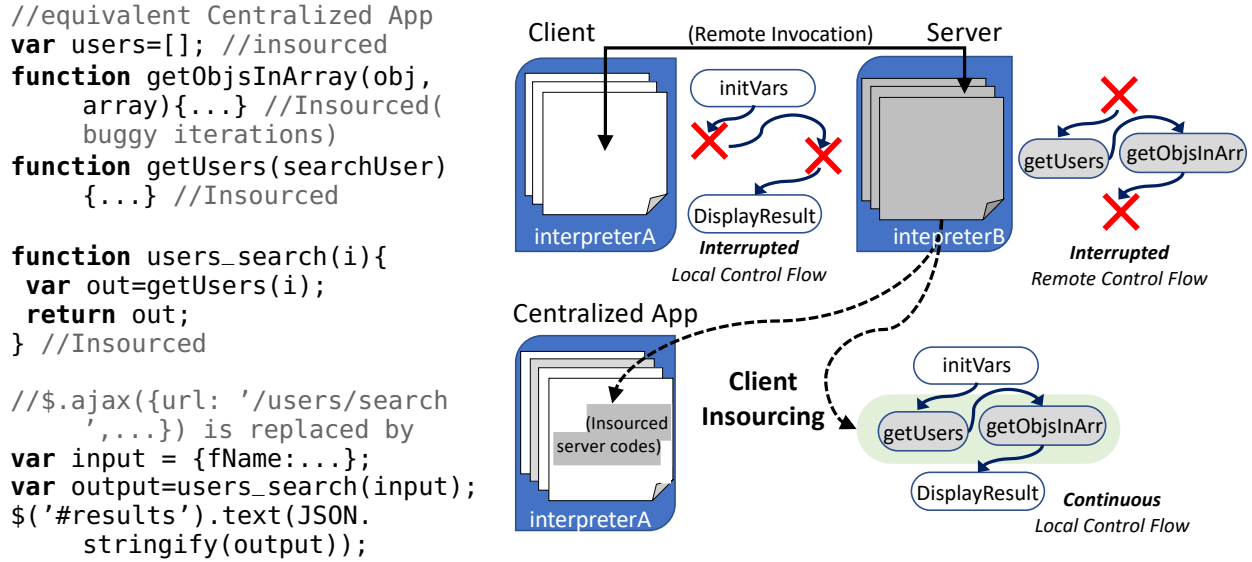 //equivalent Centralized App
var users=[]; //insourced
function getObjsInArray(obj,
array){...} //Insourced(
buggy iterations)
function getUsers(searchUser)
{...} //Insourced
function users_search(i){
var out=getUsers(i);
return out;
} //Insourced
//$.ajax({url: ’/users/search
’,...}) is replaced by
var input = {fName:...};
var output=users_search(input);
$(’#results’).text(JSON.
stringify(output));
Client
(Remote Invocation)
Server
initVars
getUsers
getObjsInArr
DisplayResult
interpreterA
Interrupted
Local Control Flow
intepreterB
Interrupted
Remote Control Flow
Centralized App
(Insourced
server codes)
interpreterA
Client
Insourcing
initVars
getUsers
getObjsInArr
DisplayResult
Continuous
Local Control Flow